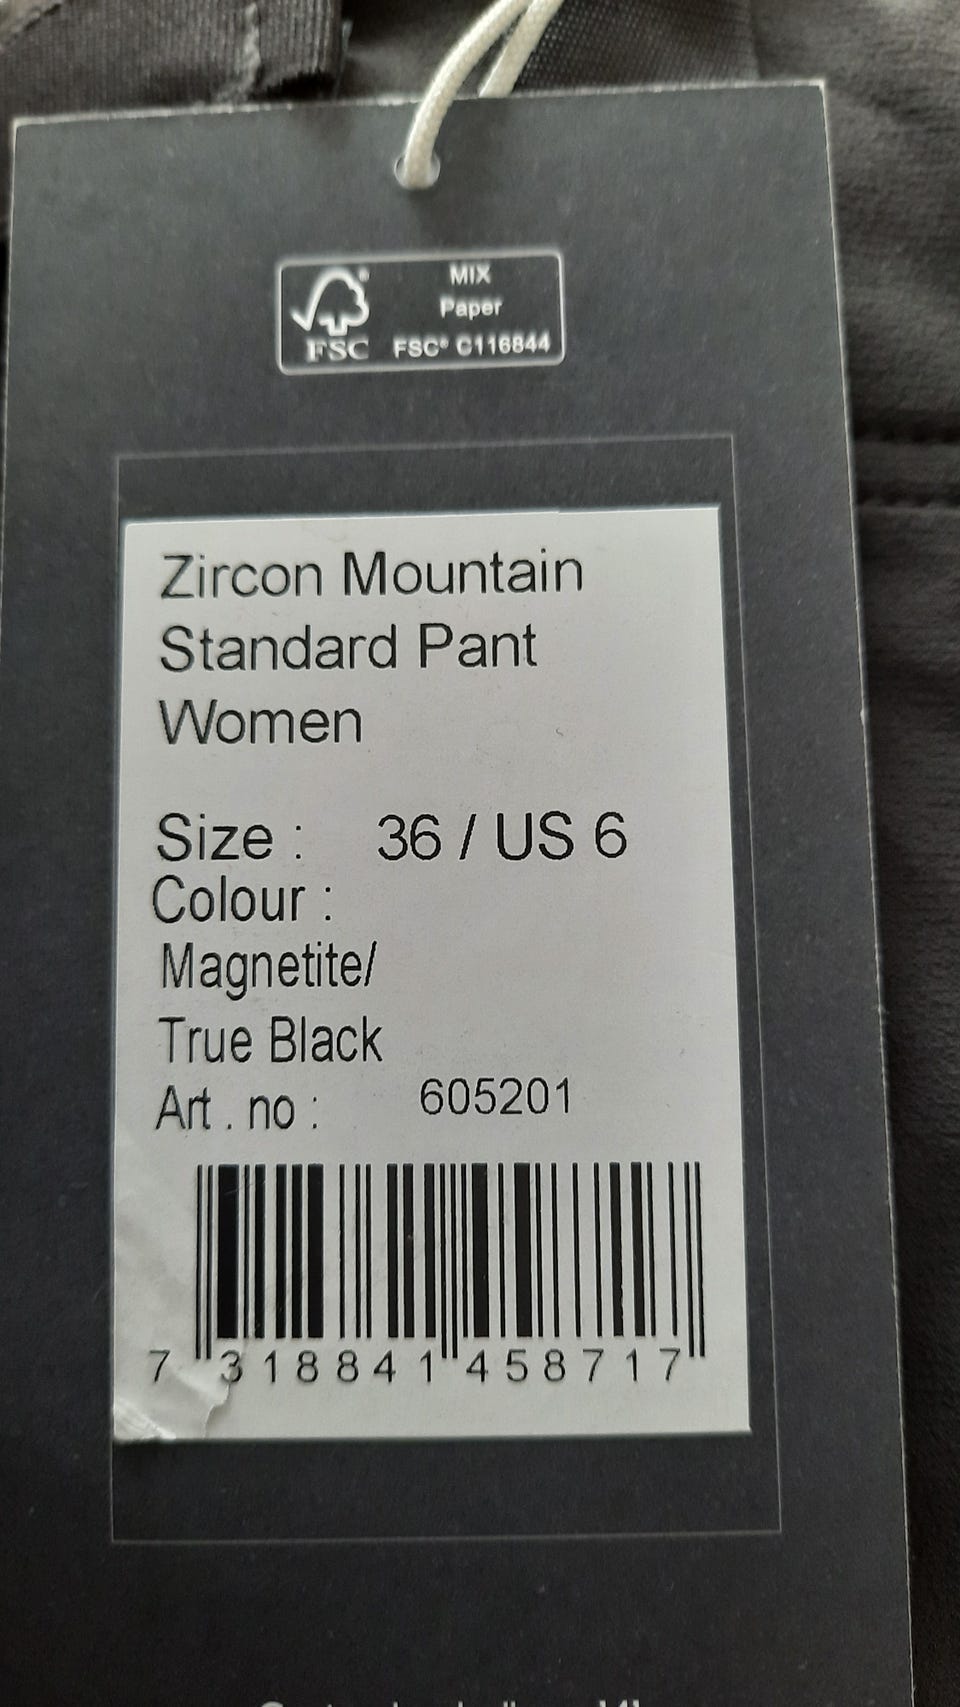 MIX
Paper
FSC
FSC® C116844
Zircon Mountain
Standard Pant
Women
Size : 36 / US 6
Colour :
Magnetite/
True Black
Art . no : 605201
7 318841 458717